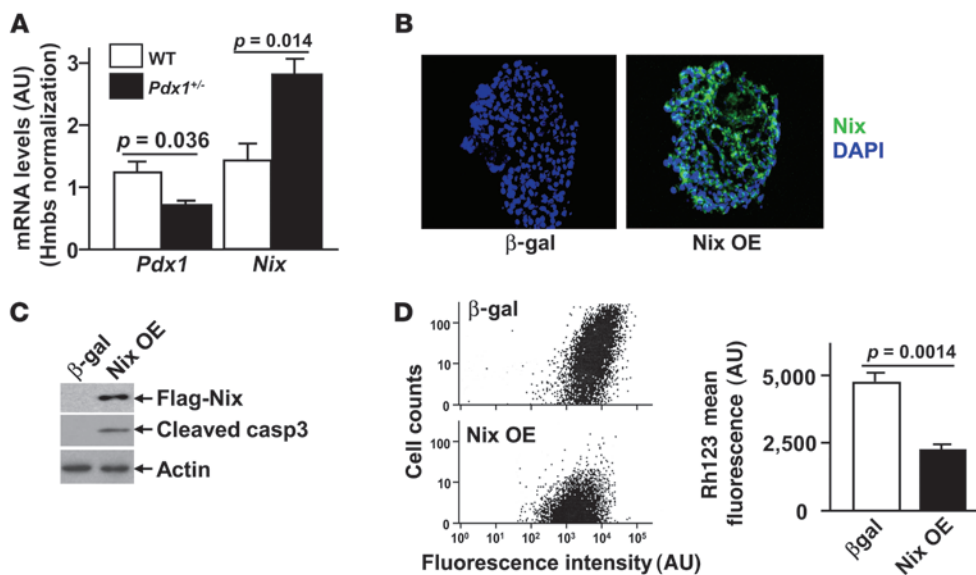 A
mRNA levels (AU)
(Hmbs normalization)
3
2
1
0
WT
Pdx1+/-
p = 0.036
p = 0.014
Pdx1
Nix
B
β-gal
Nix OE
Nix
DAPI
C
β-gal
Nix OE
Flag-Nix
Cleaved casp3
Actin
D
Cell counts
β-gal
100
10
0
Nix OE
100
10
0
10⁰ 10¹ 10² 10³ 10⁴ 10⁵
Fluorescence intensity (AU)
Rh123 mean
fluorescence (AU)
5,000
2,500
0
p = 0.0014
βgal
Nix OE